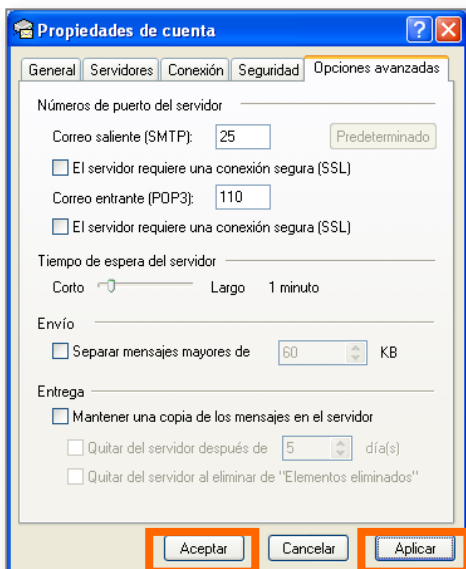 Propiedades de cuenta
General Servidores Conexión Seguridad Opciones avanzadas
Números de puerto del servidor
Correo saliente (SMTP): 25 Predeterminado
El servidor requiere una conexión segura (SSL)
Correo entrante (POP3): 110
El servidor requiere una conexión segura (SSL)
Tiempo de espera del servidor
Corto Largo 1 minuto
Envío
Separar mensajes mayores de 60 KB
Entrega
Mantener una copia de los mensajes en el servidor
Quitar del servidor después de 5 día(s)
Quitar del servidor al eliminar de "Elementos eliminados"
Aceptar Cancelar Aplicar